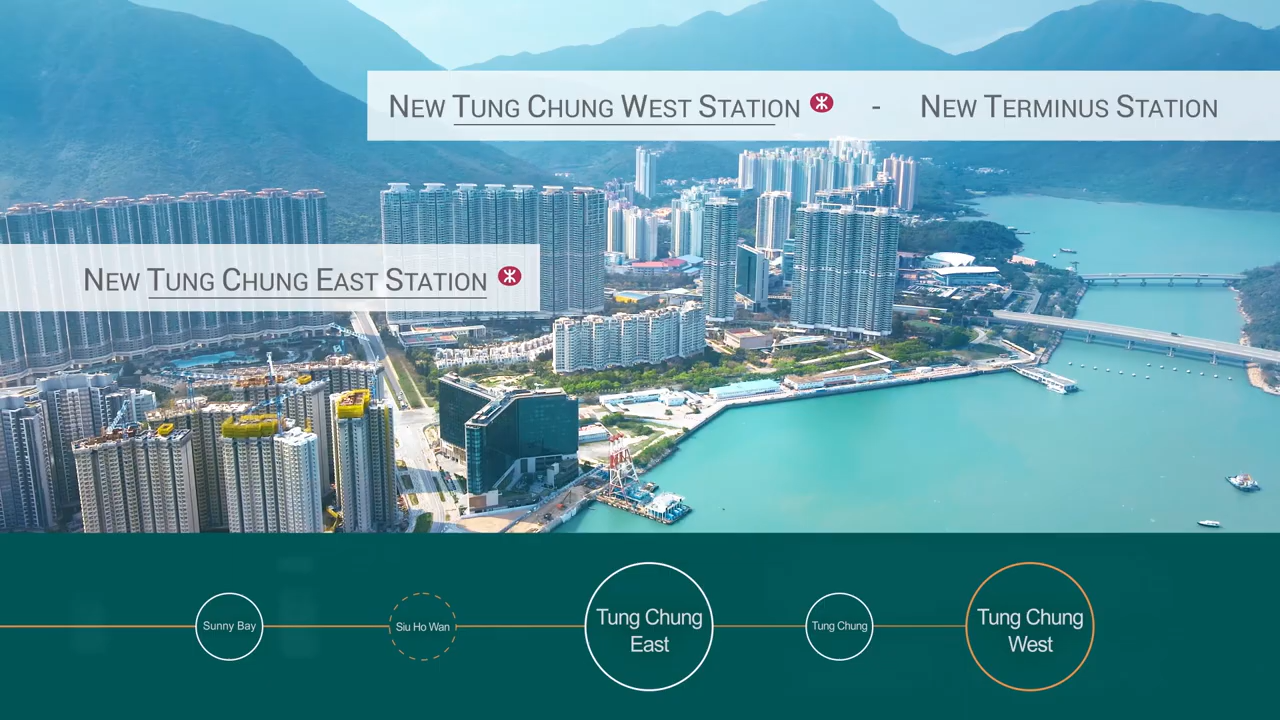 New Tung Chung West Station - New Terminus Station
New Tung Chung East Station
Sunny Bay
Siu Ho Wan
Tung Chung
East
Tung Chung
Tung Chung
West